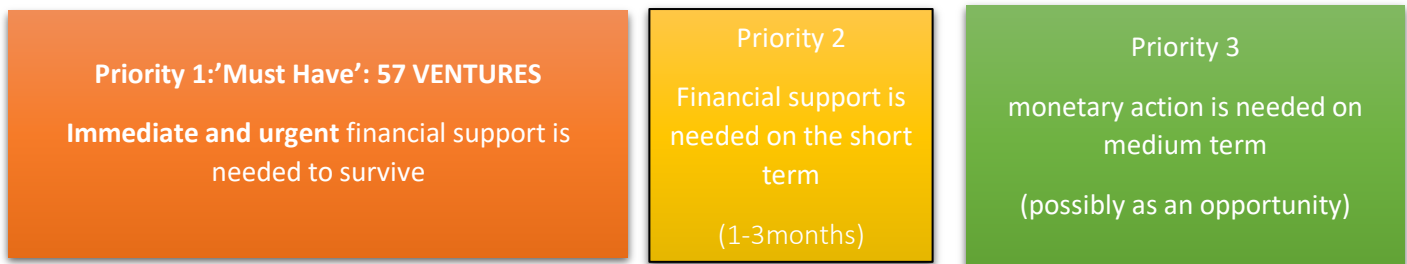 Priority 1:’Must Have’: 57 VENTURES
Immediate and urgent financial support is
needed to survive
Priority 2
Financial support is
needed on the short
term
(1-3months)
Priority 3
monetary action is needed on
medium term
(possibly as an opportunity)